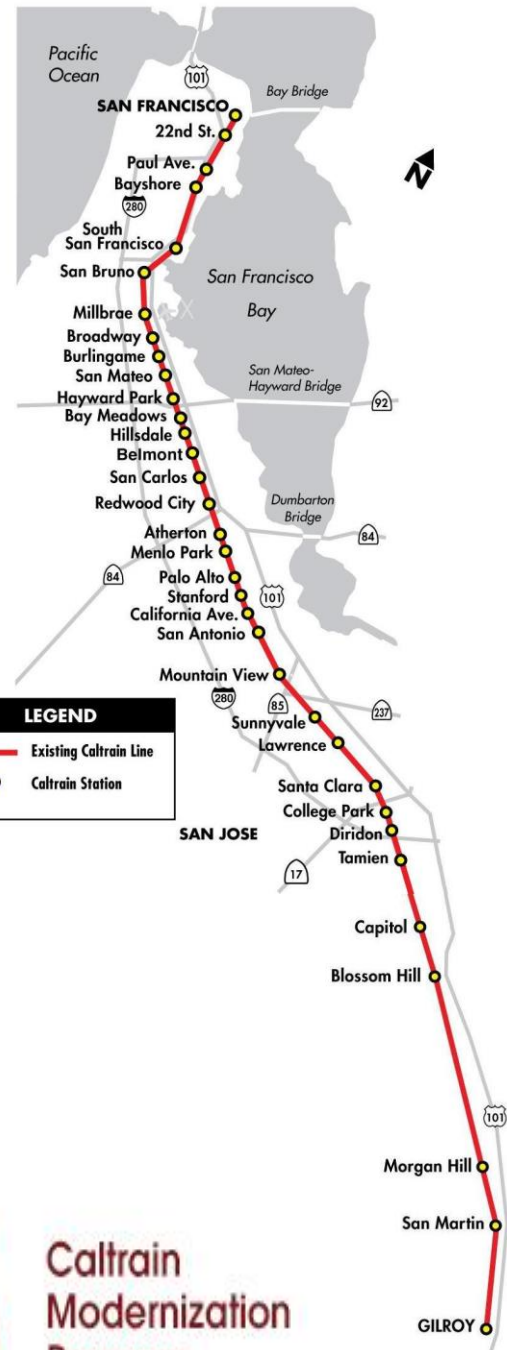 Pacific
Ocean
101
Bay Bridge
SAN FRANCISCO
22nd St.
N
Paul Ave.
Bayshore
280
South
San Francisco
San Bruno
San Francisco
Bay
Millbrae
Broadway
Burlingame
San Mateo
San Mateo-
Hayward Bridge
Hayward Park
92
Bay Meadows
Hillsdale
Belmont
San Carlos
Redwood City
Dumbarton
Bridge
Atherton
84
Menlo Park
84
Palo Alto
Stanford
101
California Ave.
San Antonio
Mountain View
280
85
237
Sunnyvale
Lawrence
LEGEND
Existing Caltrain Line
Caltrain Station
Santa Clara
College Park
SAN JOSE
Diridon
Tamien
17
Capitol
Blossom Hill
101
Morgan Hill
San Martin
Caltrain
Modernization
GILROY